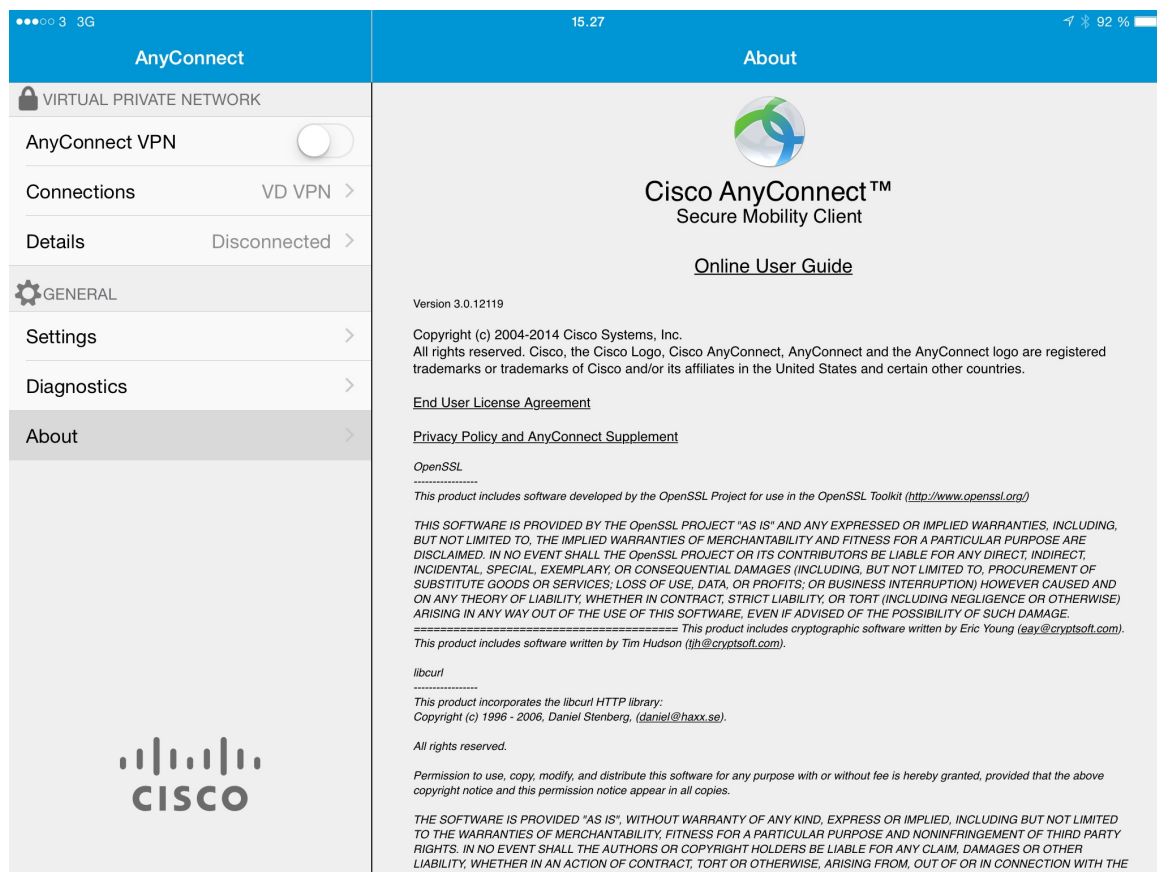 3 3G 15.27 92 %
AnyConnect
About
VIRTUAL PRIVATE NETWORK
AnyConnect VPN
Connections VD VPN
Details Disconnected
GENERAL
Settings
Diagnostics
About
CISCO
Cisco AnyConnect™
Secure Mobility Client
Online User Guide
Version 3.0.12119
Copyright (c) 2004-2014 Cisco Systems, Inc.
All rights reserved. Cisco, the Cisco Logo, Cisco AnyConnect, AnyConnect and the AnyConnect logo are registered
trademarks or trademarks of Cisco and/or its affiliates in the United States and certain other countries.
End User License Agreement
Privacy Policy and AnyConnect Supplement
OpenSSL
-----------------
This product includes software developed by the OpenSSL Project for use in the OpenSSL Toolkit (http://www.openssl.org/)
THIS SOFTWARE IS PROVIDED BY THE OpenSSL PROJECT "AS IS" AND ANY EXPRESSED OR IMPLIED WARRANTIES, INCLUDING,
BUT NOT LIMITED TO, THE IMPLIED WARRANTIES OF MERCHANTABILITY AND FITNESS FOR A PARTICULAR PURPOSE ARE
DISCLAIMED. IN NO EVENT SHALL THE OpenSSL PROJECT OR ITS CONTRIBUTORS BE LIABLE FOR ANY DIRECT, INDIRECT,
INCIDENTAL, SPECIAL, EXEMPLARY, OR CONSEQUENTIAL DAMAGES (INCLUDING, BUT NOT LIMITED TO, PROCUREMENT OF
SUBSTITUTE GOODS OR SERVICES; LOSS OF USE, DATA, OR PROFITS; OR BUSINESS INTERRUPTION) HOWEVER CAUSED AND
ON ANY THEORY OF LIABILITY, WHETHER IN CONTRACT, STRICT LIABILITY, OR TORT (INCLUDING NEGLIGENCE OR OTHERWISE)
ARISING IN ANY WAY OUT OF THE USE OF THIS SOFTWARE, EVEN IF ADVISED OF THE POSSIBILITY OF SUCH DAMAGE.
======================================== This product includes cryptographic software written by Eric Young (eay@cryptsoft.com).
This product includes software written by Tim Hudson (tjh@cryptsoft.com).
libcurl
-----------------
This product incorporates the libcurl HTTP library:
Copyright (c) 1996 - 2006, Daniel Stenberg, (daniel@haxx.se).
All rights reserved.
Permission to use, copy, modify, and distribute this software for any purpose with or without fee is hereby granted, provided that the above
copyright notice and this permission notice appear in all copies.
THE SOFTWARE IS PROVIDED "AS IS", WITHOUT WARRANTY OF ANY KIND, EXPRESS OR IMPLIED, INCLUDING BUT NOT LIMITED
TO THE WARRANTIES OF MERCHANTABILITY, FITNESS FOR A PARTICULAR PURPOSE AND NONINFRINGEMENT OF THIRD PARTY
RIGHTS. IN NO EVENT SHALL THE AUTHORS OR COPYRIGHT HOLDERS BE LIABLE FOR ANY CLAIM, DAMAGES OR OTHER
LIABILITY, WHETHER IN AN ACTION OF CONTRACT, TORT OR OTHERWISE, ARISING FROM, OUT OF OR IN CONNECTION WITH THE